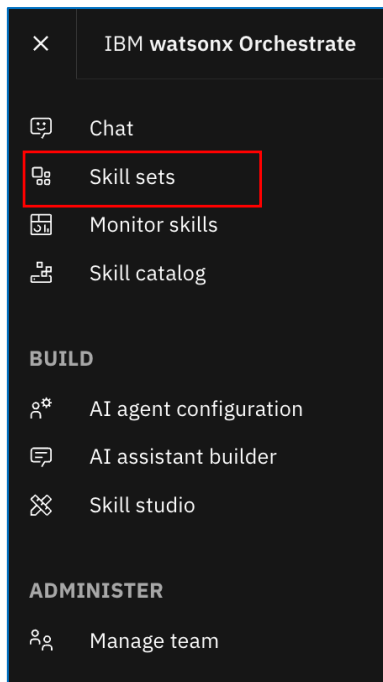 IBM watsonx Orchestrate
Chat
Skill sets
Monitor skills
Skill catalog
BUILD
AI agent configuration
AI assistant builder
Skill studio
ADMINISTER
Manage team